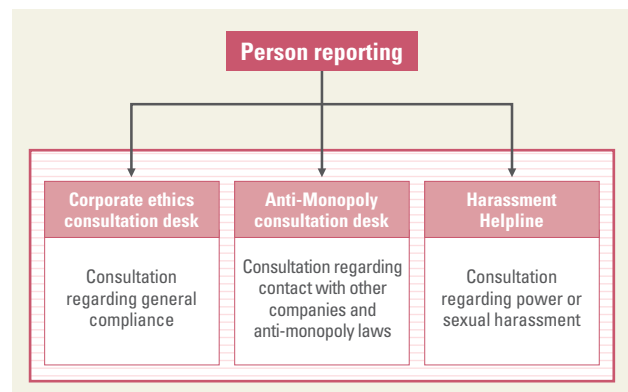 Person reporting
Corporate ethics
consultation desk
Consultation
regarding general
compliance
Anti-Monopoly
consultation desk
Consultation regarding
contact with other
companies and
anti-monopoly laws
Harassment
Helpline
Consultation
regarding power or
sexual harassment